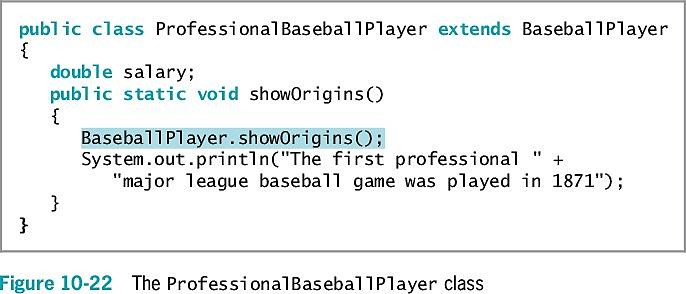 public class ProfessionalBaseballPlayer extends BaseballPlayer
{
   double salary;
   public static void showOrigins()
   {
      BaseballPlayer.showOrigins();
      System.out.println("The first professional " +
         "major league baseball game was played in 1871");
   }
}
Figure 10-22 The ProfessionalBaseballPlayer class